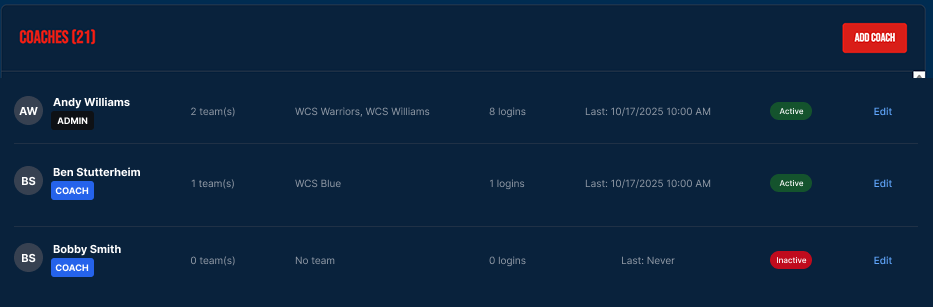 COACHES (21)
ADD COACH
AW
Andy Williams
ADMIN
2 team(s)
WCS Warriors, WCS Williams
8 logins
Last: 10/17/2025 10:00 AM
Active
Edit
BS
Ben Stutterheim
COACH
1 team(s)
WCS Blue
1 logins
Last: 10/17/2025 10:00 AM
Active
Edit
BS
Bobby Smith
COACH
0 team(s)
No team
0 logins
Last: Never
Inactive
Edit